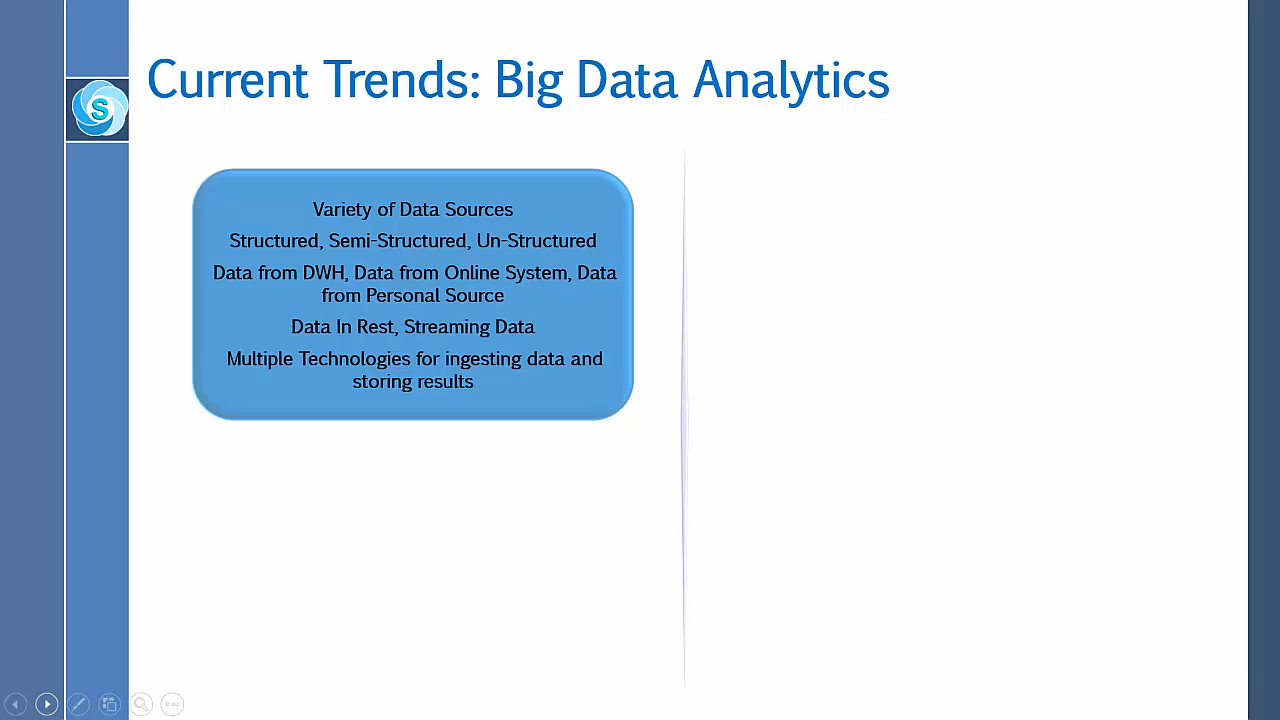 Current Trends: Big Data Analytics
S
Variety of Data Sources
Structured, Semi-Structured, Un-Structured
Data from DWH, Data from Online System, Data
from Personal Source
Data In Rest, Streaming Data
Multiple Technologies for ingesting data and
storing results